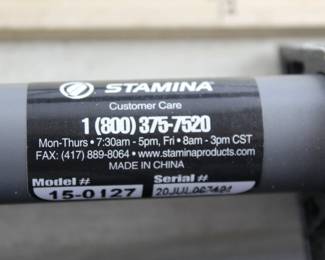 STAMINA
Customer Care
1 (800) 375-7520
Mon-Thurs • 7:30am - 5pm, Fri • 8am - 3pm CST
FAX: (417) 889-8064 • www.staminaproducts.com
MADE IN CHINA
Model # Serial #
15-0127